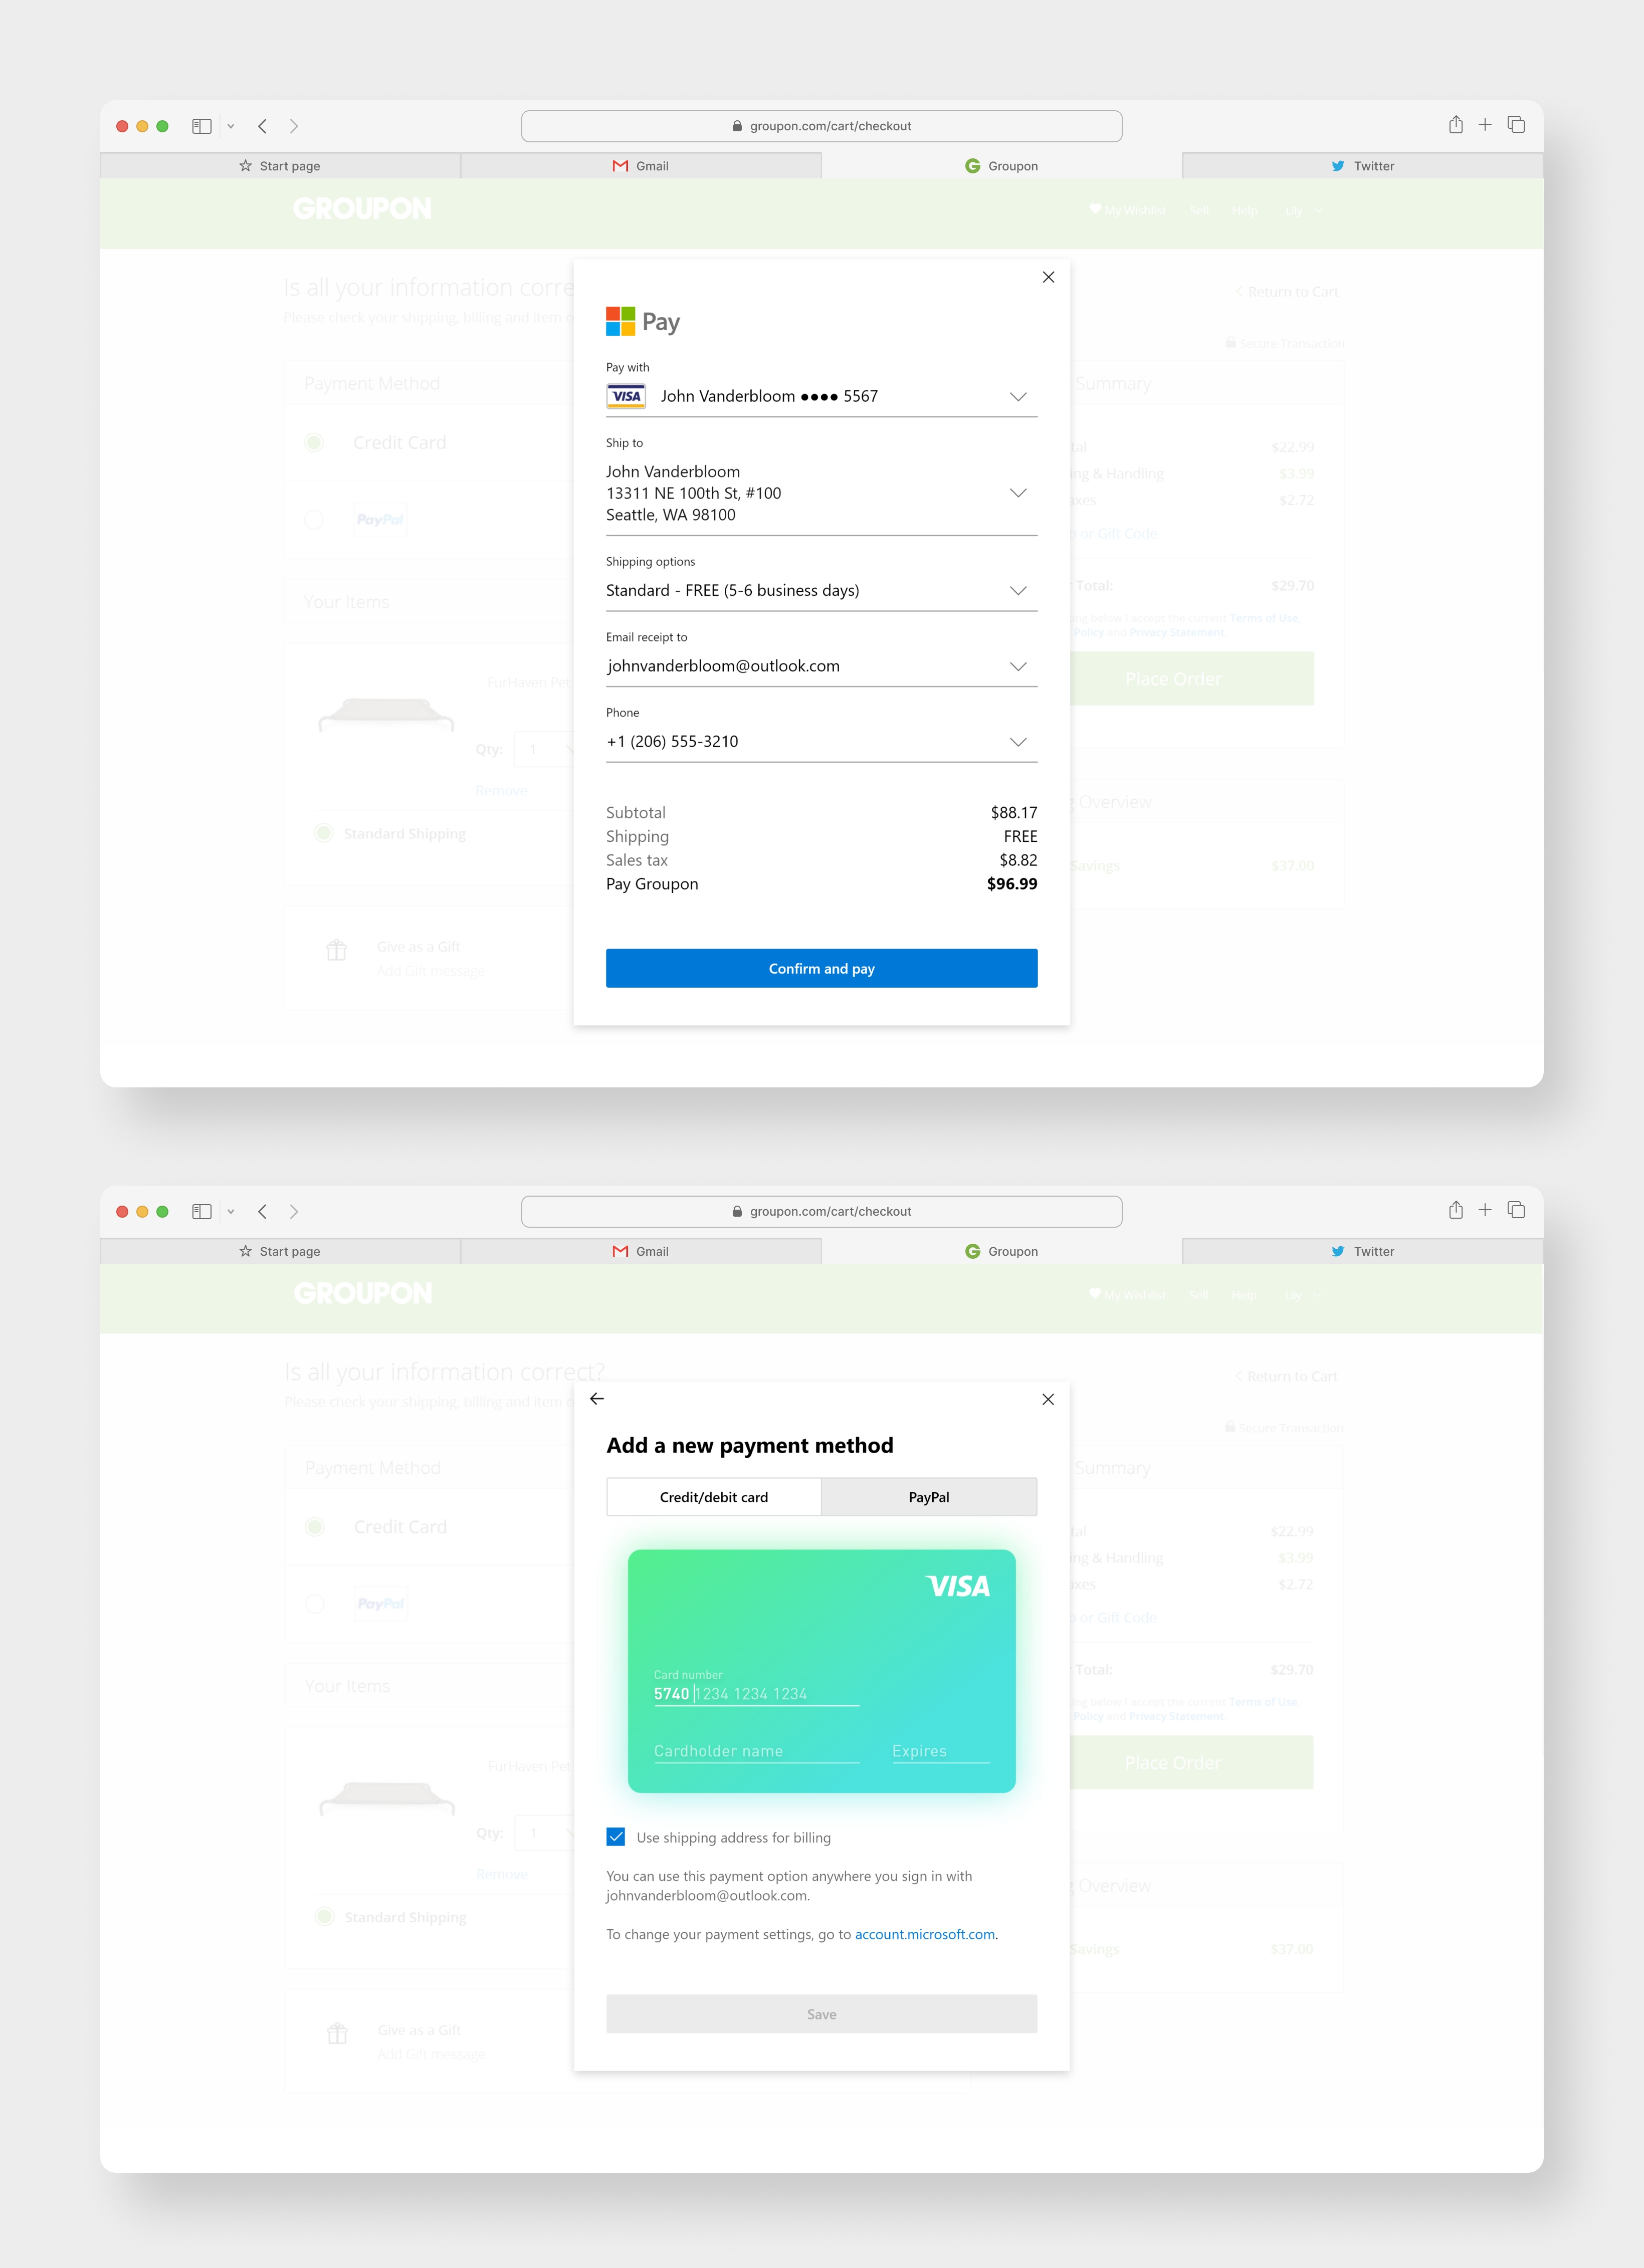 groupon.com/cart/checkout
Start page
Gmail
Groupon
Twitter
GROUPON
My Wishlist Sell Help Lily
Is all your information corre
Please check your shipping, billing and item
Return to Cart
Secure Transaction
Payment Method
Credit Card
PayPal
Your Items
FurHaven Pet
Qty: 1
Remove
Standard Shipping
Give as a Gift
Add Gift message
Pay
Pay with
VISA John Vanderbloom •••• 5567
Ship to
John Vanderbloom
13311 NE 100th St, #100
Seattle, WA 98100
Shipping options
Standard - FREE (5-6 business days)
Email receipt to
johnvanderbloom@outlook.com
Phone
+1 (206) 555-3210
Subtotal $88.17
Shipping FREE
Sales tax $8.82
Pay Groupon $96.99
Confirm and pay
Summary
tal $22.99
ing & Handling $3.99
axes $2.72
or Gift Code
Total: $29.70
ing below I accept the current Terms of Use,
Policy and Privacy Statement.
Place Order
Overview
Savings $37.00
groupon.com/cart/checkout
Start page
Gmail
Groupon
Twitter
GROUPON
My Wishlist Sell Help Lily
Is all your information correct?
Please check your shipping, billing and item
Return to Cart
Secure Transaction
Payment Method
Credit Card
PayPal
Your Items
FurHaven Pet
Qty: 1
Remove
Standard Shipping
Give as a Gift
Add Gift message
Add a new payment method
Credit/debit card
PayPal
VISA
Card number
5740 1234 1234 1234
Cardholder name
Expires
Use shipping address for billing
You can use this payment option anywhere you sign in with
johnvanderbloom@outlook.com.
To change your payment settings, go to account.microsoft.com.
Save
Summary
tal $22.99
ing & Handling $3.99
axes $2.72
or Gift Code
Total: $29.70
ing below I accept the current Terms of Use,
Policy and Privacy Statement.
Place Order
Overview
Savings $37.00